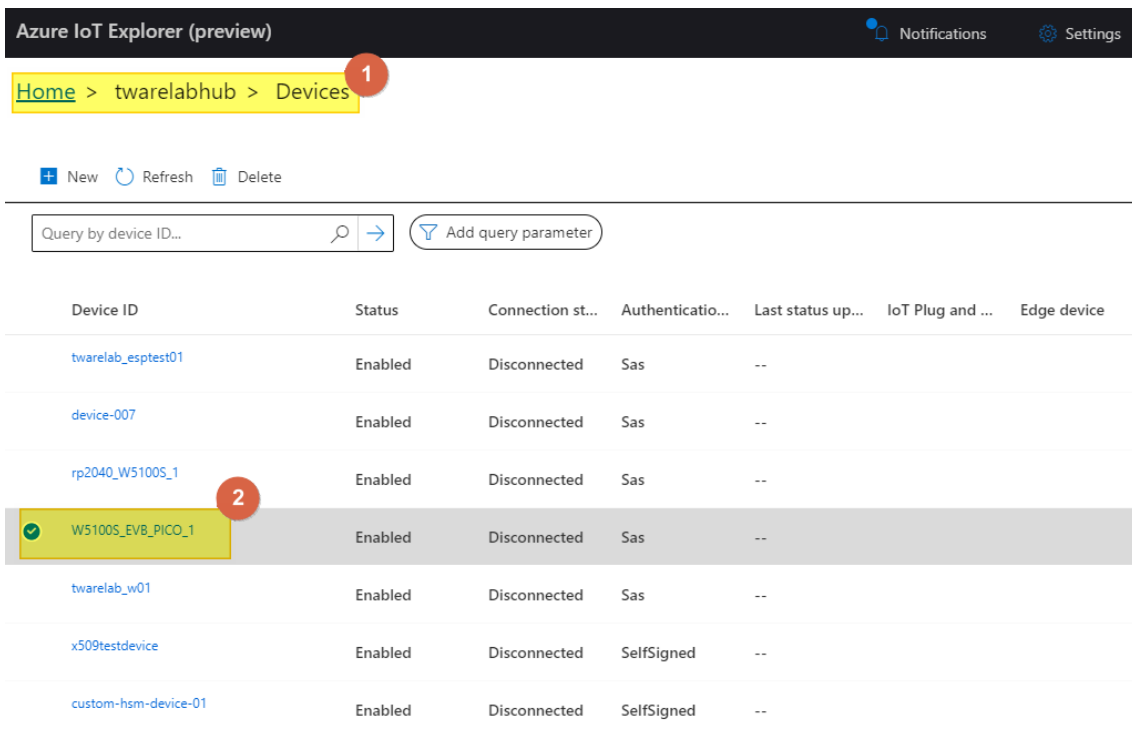 Azure IoT Explorer (preview) Notifications Settings
1
Home > twarelabhub > Devices
New Refresh Delete
Query by device ID... Add query parameter
Device ID Status Connection st... Authenticatio... Last status up... IoT Plug and ... Edge device
twarelab_esptest01 Enabled Disconnected Sas --
device-007 Enabled Disconnected Sas --
rp2040_W5100S_1 Enabled Disconnected Sas --
2
W5100S_EVB_PICO_1 Enabled Disconnected Sas --
twarelab_w01 Enabled Disconnected Sas --
x509testdevice Enabled Disconnected SelfSigned --
custom-hsm-device-01 Enabled Disconnected SelfSigned --